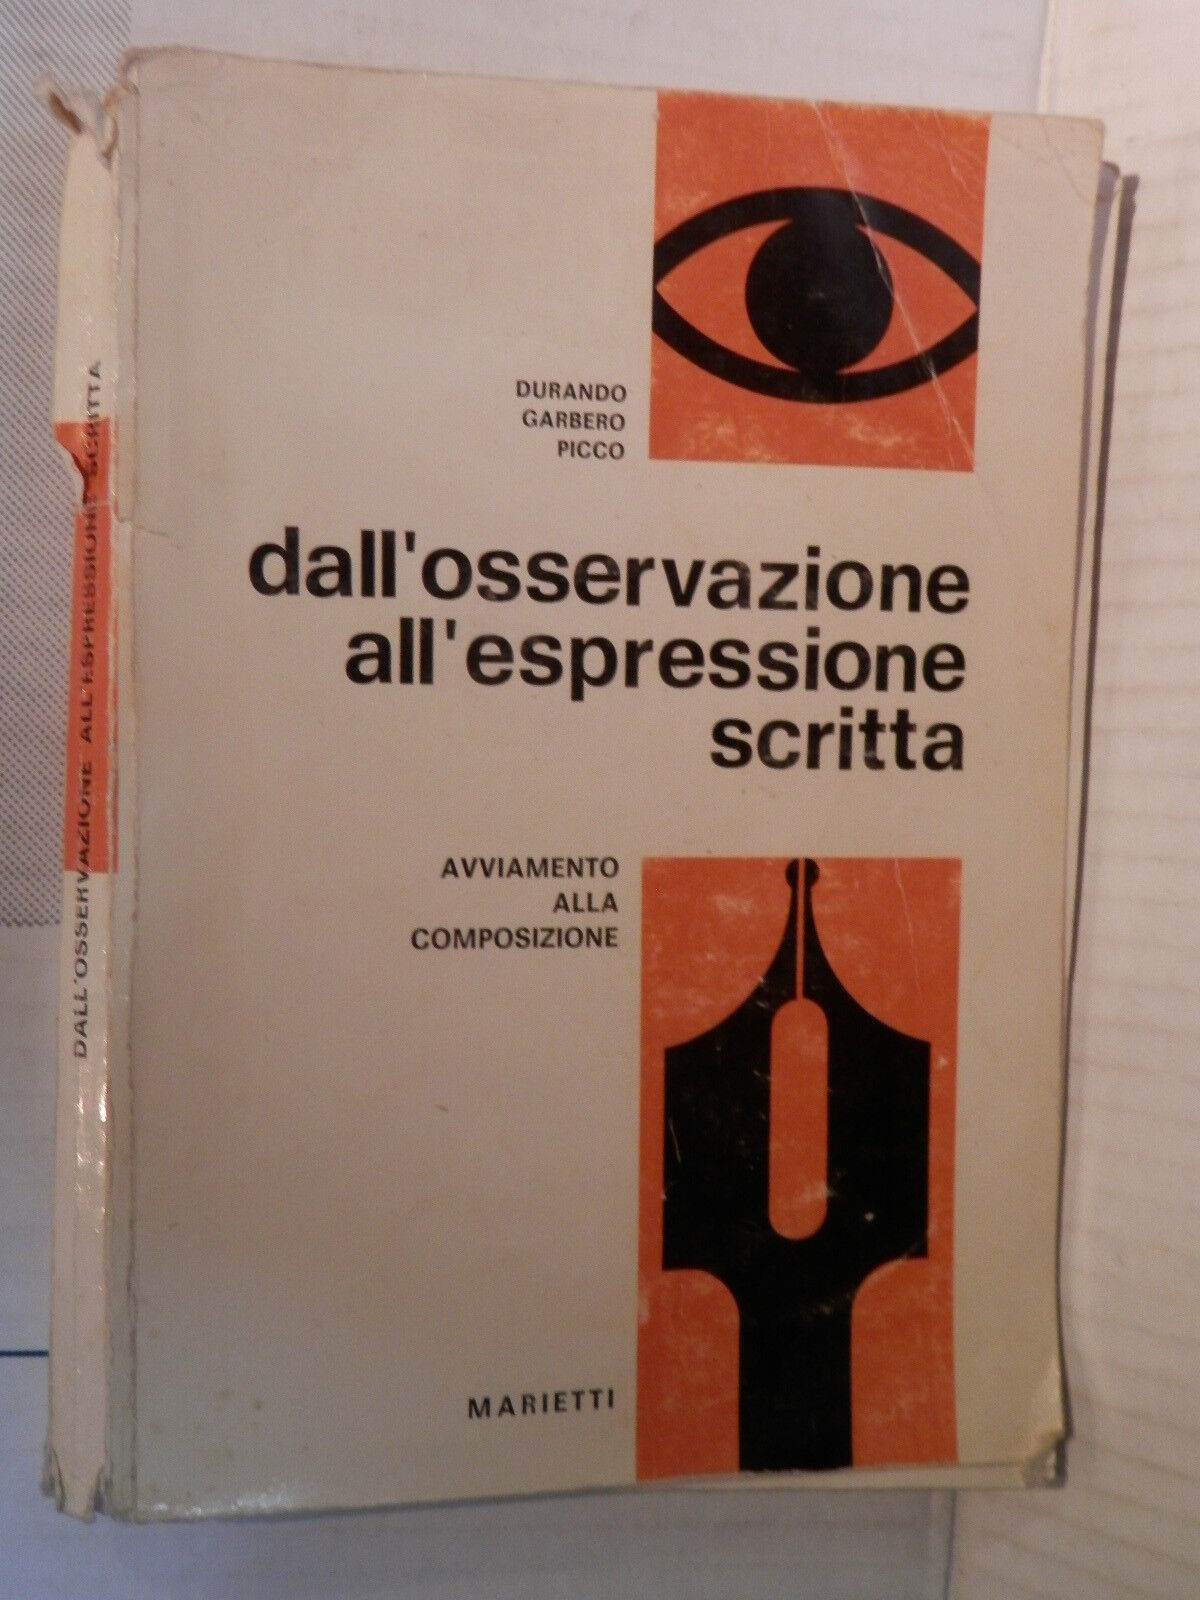 DURANDO
GARBERO
PICCO
dall'osservazione
all'espressione
scritta
AVVIAMENTO
ALLA
COMPOSIZIONE
MARIETTI
DALL'OSSERVAZIONE ALL'ESPRESSIONE SCRITTA